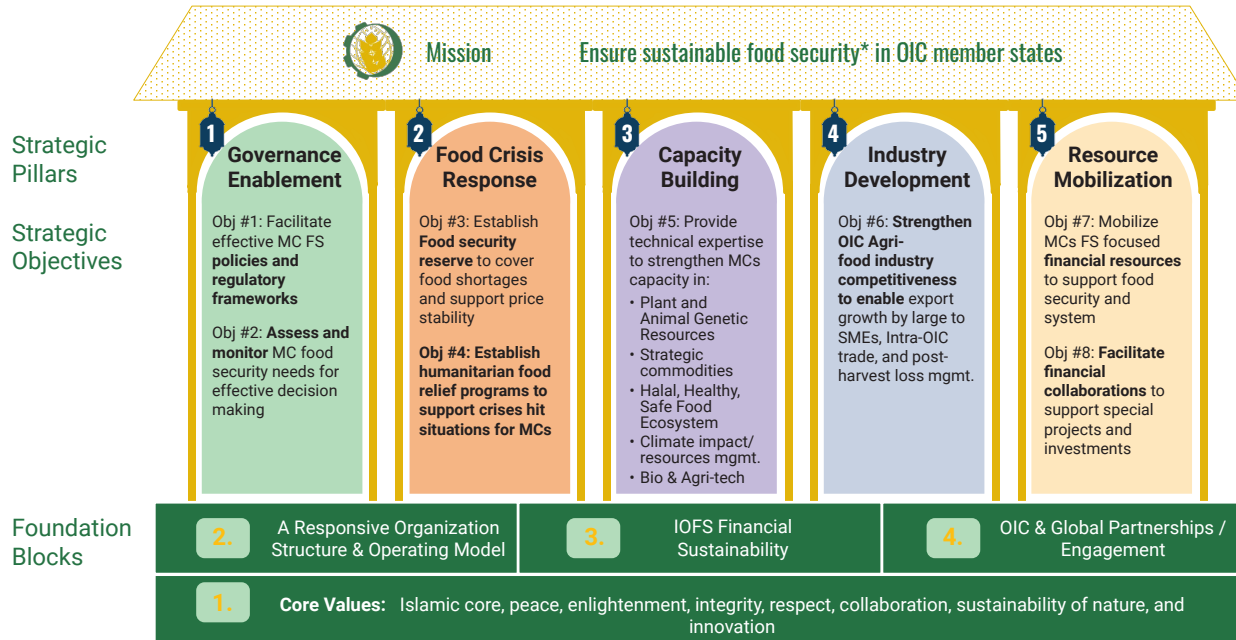 Mission
Ensure sustainable food security* in OIC member states
Strategic
Pillars
1
Governance
Enablement
2
Food Crisis
Response
3
Capacity
Building
4
Industry
Development
5
Resource
Mobilization
Strategic
Objectives
Obj #1: Facilitate
effective MC FS
policies and
regulatory
frameworks
Obj #2: Assess and
monitor MC food
security needs for
effective decision
making
Obj #3: Establish
Food security
reserve to cover
food shortages
and support price
stability
Obj #4: Establish
humanitarian food
relief programs to
support crises hit
situations for MCs
Obj #5: Provide
technical expertise
to strengthen MCs
capacity in:
• Plant and
Animal Genetic
Resources
• Strategic
commodities
• Halal, Healthy,
Safe Food
Ecosystem
• Climate impact/
resources mgmt.
• Bio & Agri-tech
Obj #6: Strengthen
OIC Agri-
food industry
competitiveness
to enable export
growth by large to
SMEs, Intra-OIC
trade, and post-
harvest loss mgmt.
Obj #7: Mobilize
MCs FS focused
financial resources
to support food
security and
system
Obj #8: Facilitate
financial
collaborations to
support special
projects and
investments
Foundation
Blocks
2.
A Responsive Organization
Structure & Operating Model
3.
IOFS Financial
Sustainability
4.
OIC & Global Partnerships /
Engagement
1.
Core Values: Islamic core, peace, enlightenment, integrity, respect, collaboration, sustainability of nature, and
innovation